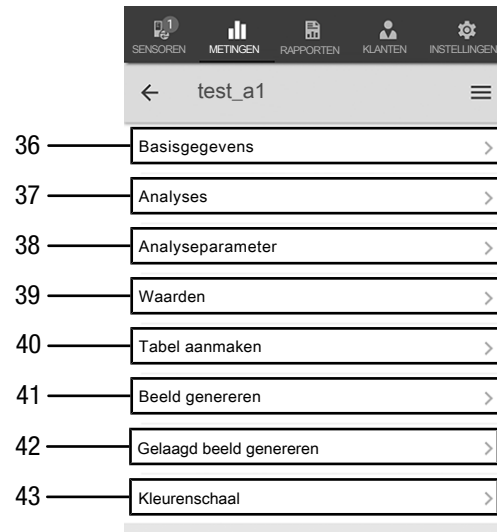 1
SENSOREN METINGEN RAPPORTEN KLANTEN INSTELLINGEN
test_a1
36 Basisgegevens
37 Analyses
38 Analyseparameter
39 Waarden
40 Tabel aanmaken
41 Beeld genereren
42 Gelaagd beeld genereren
43 Kleurenschaal